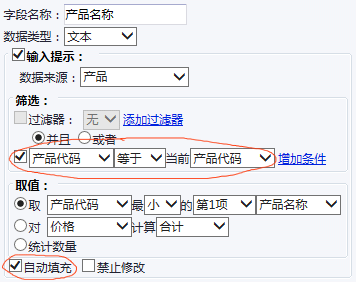 字段名称： 产品名称
数据类型： 文本
输入提示：
数据来源： 产品
筛选：
过滤器： 无 添加过滤器
并且 或者
产品代码 等于 当前 产品代码 增加条件
取值：
取 产品代码 最 小 的 第1项 产品名称
对 价格 计算 合计
统计数量
自动填充 禁止修改